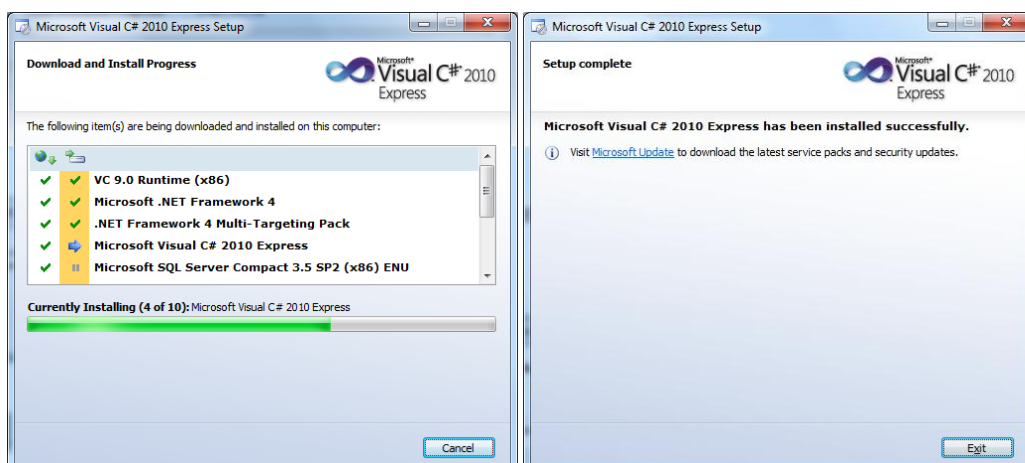 Microsoft Visual C# 2010 Express Setup
Download and Install Progress
Microsoft®
Visual C#® 2010
Express
The following item(s) are being downloaded and installed on this computer:
VC 9.0 Runtime (x86)
Microsoft .NET Framework 4
.NET Framework 4 Multi-Targeting Pack
Microsoft Visual C# 2010 Express
Microsoft SQL Server Compact 3.5 SP2 (x86) ENU
Currently Installing (4 of 10): Microsoft Visual C# 2010 Express
Cancel
Microsoft Visual C# 2010 Express Setup
Setup complete
Microsoft®
Visual C#® 2010
Express
Microsoft Visual C# 2010 Express has been installed successfully.
Visit Microsoft Update to download the latest service packs and security updates.
Exit